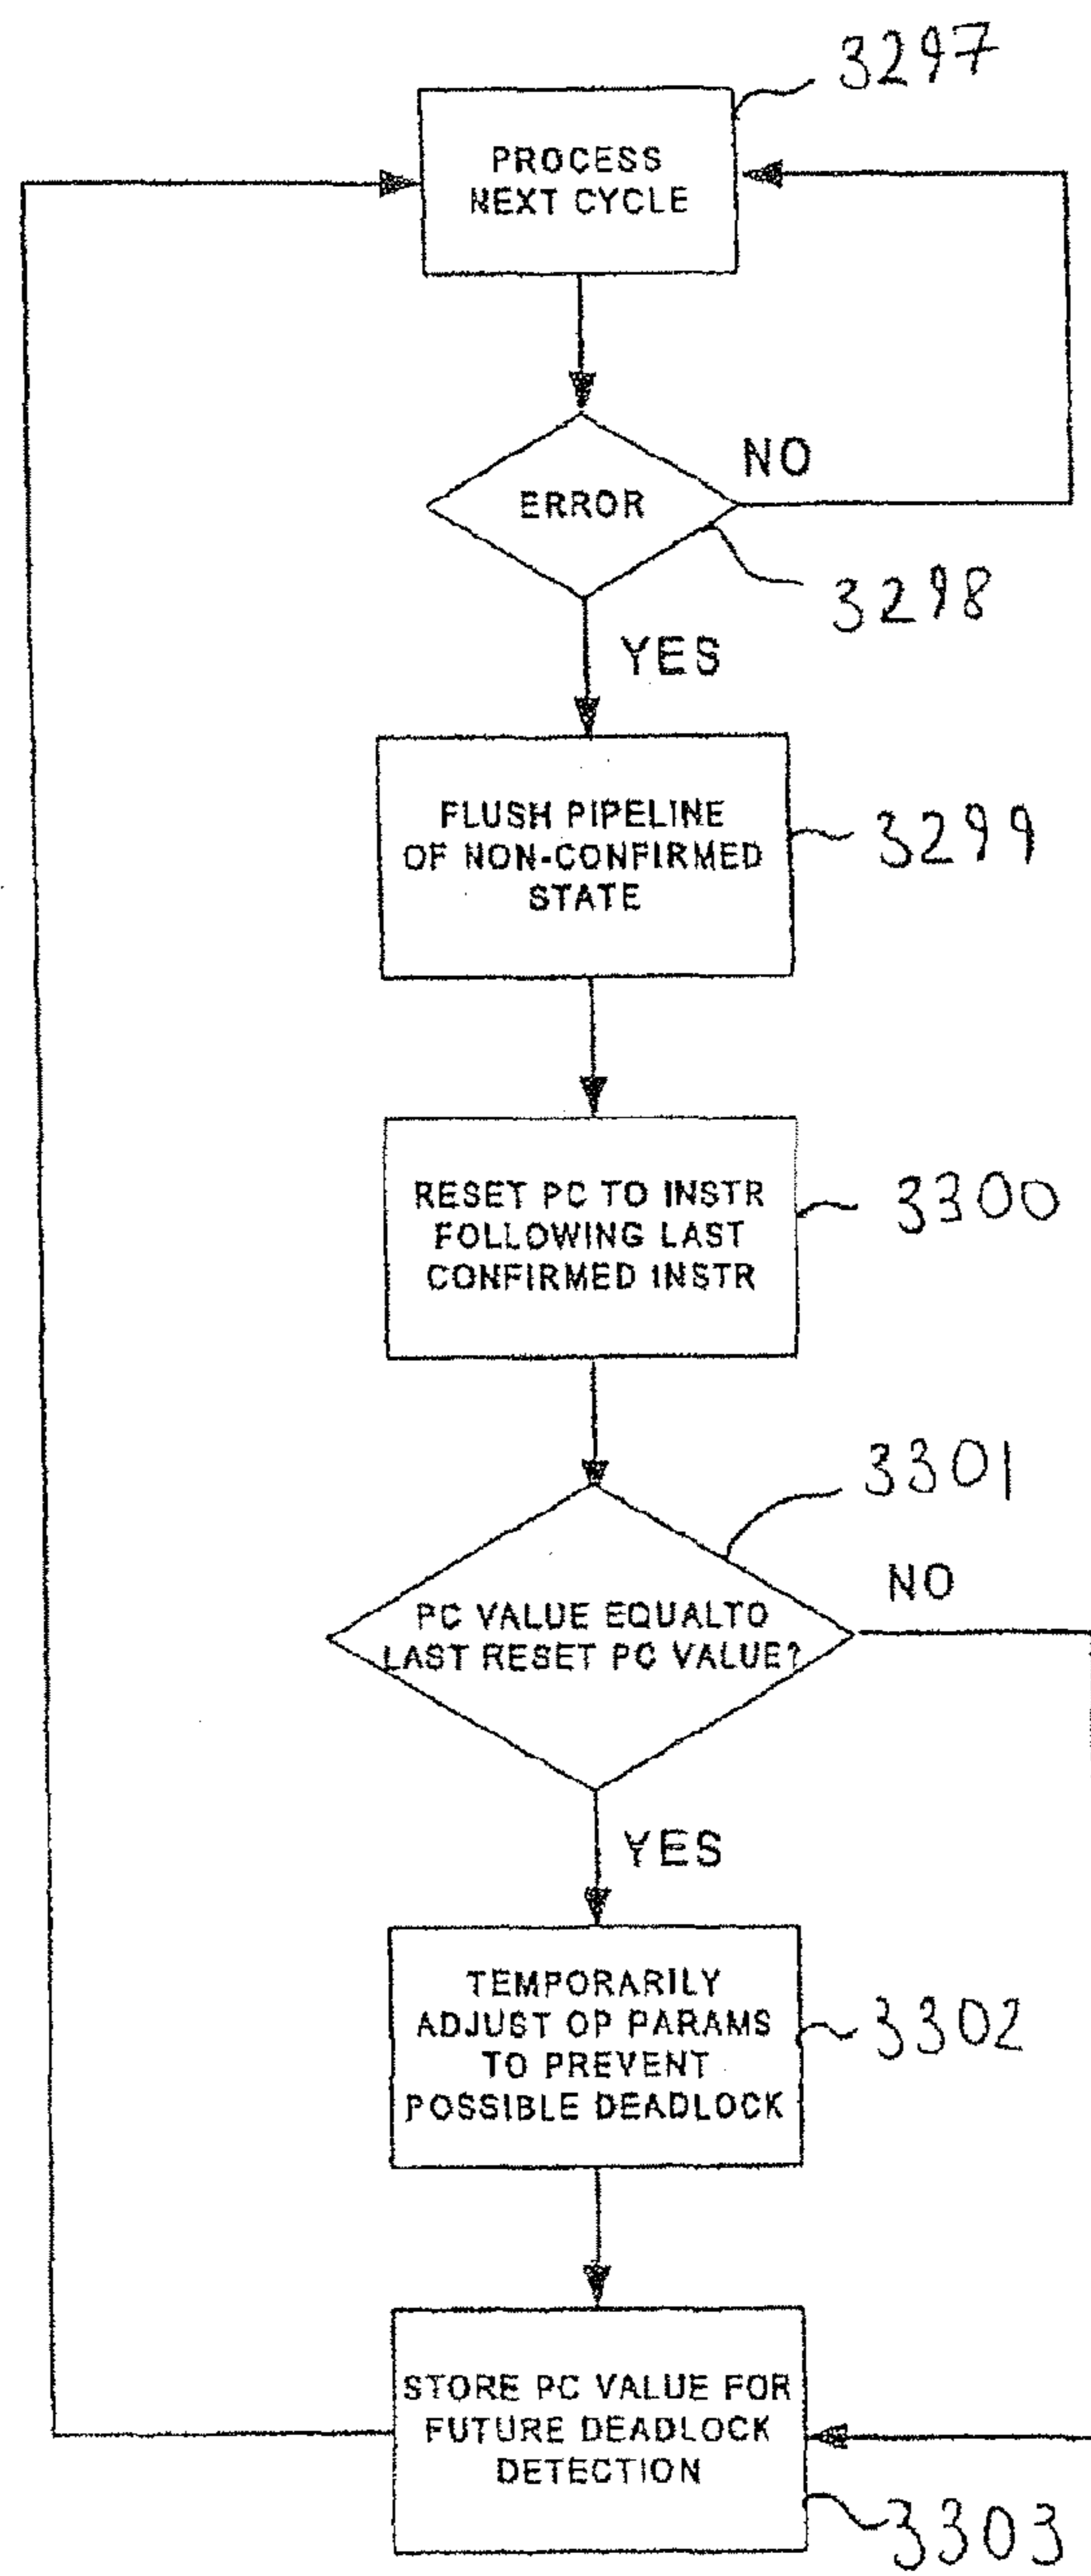 3297
PROCESS
NEXT CYCLE
NO
ERROR
3298
YES
FLUSH PIPELINE
OF NON-CONFIRMED
STATE
3299
RESET PC TO INSTR
FOLLOWING LAST
CONFIRMED INSTR
3300
3301
NO
PC VALUE EQUALTO
LAST RESET PC VALUE?
YES
TEMPORARILY
ADJUST OP PARAMS
TO PREVENT
POSSIBLE DEADLOCK
3302
STORE PC VALUE FOR
FUTURE DEADLOCK
DETECTION
3303